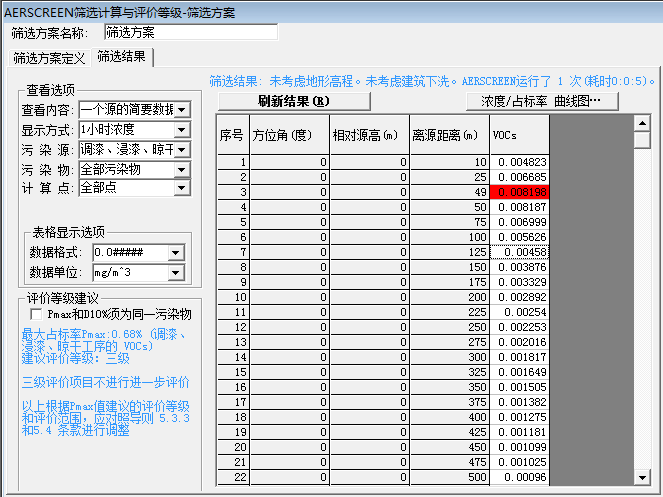 AERSCREEN筛选计算与评价等级-筛选方案
筛选方案名称: 筛选方案
筛选方案定义 筛选结果
查看选项
查看内容: 一个源的简要数据
显示方式: 1小时浓度
污 染 源: 调漆、浸漆、晾干
污 染 物: 全部污染物
计 算 点: 全部点
表格显示选项
数据格式: 0.0#####
数据单位: mg/m^3
评价等级建议
Pmax和D10%须为同一污染物
最大占标率Pmax:0.68% (调漆、
浸漆、晾干工序的 VOCs)
建议评价等级: 三级
三级评价项目不进行进一步评价
以上根据Pmax值建议的评价等级
和评价范围,应对照导则 5.3.3
和5.4 条款进行调整
筛选结果: 未考虑地形高程。未考虑建筑下洗。AERSCREEN运行了 1 次(耗时0:0:5)。
刷新结果(R) 浓度/占标率 曲线图…
序号 方位角(度) 相对源高(m) 离源距离(m) VOCs
1 0 0 10 0.004823
2 0 0 25 0.006685
3 0 0 49 0.008198
4 0 0 50 0.008187
5 0 0 75 0.006999
6 0 0 100 0.005626
7 0 0 125 0.00458
8 0 0 150 0.003876
9 0 0 175 0.003329
10 0 0 200 0.002892
11 0 0 225 0.00254
12 0 0 250 0.002253
13 0 0 275 0.002016
14 0 0 300 0.001817
15 0 0 325 0.001649
16 0 0 350 0.001505
17 0 0 375 0.001382
18 0 0 400 0.001275
19 0 0 425 0.001181
20 0 0 450 0.001099
21 0 0 475 0.001025
22 0 0 500 0.00096